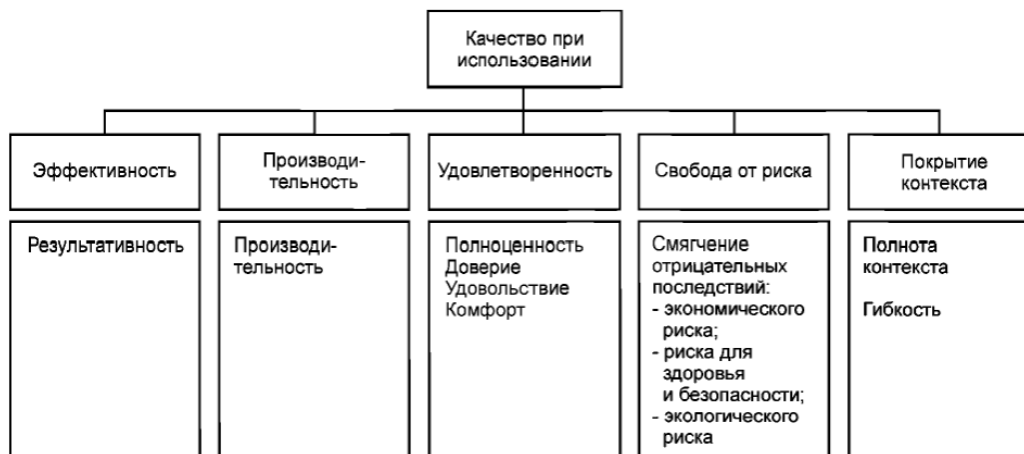 Качество при
использовании
Эффективность
Производи-
тельность
Удовлетворенность
Свобода от риска
Покрытие
контекста
Результативность
Производи-
тельность
Полноценность
Доверие
Удовольствие
Комфорт
Смягчение
отрицательных
последствий:
- экономического
риска;
- риска для
здоровья
и безопасности;
- экологического
риска
Полнота
контекста
Гибкость